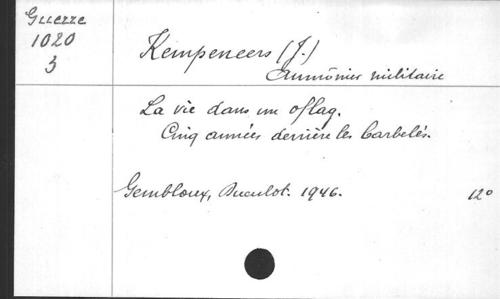 Guerre
1020
3
Kempeneers (J.)
Aumônier militaire
La vie dans un oflag.
Cinq années derrière les barbelés.
Gembloux, Duculot. 1946. 12°